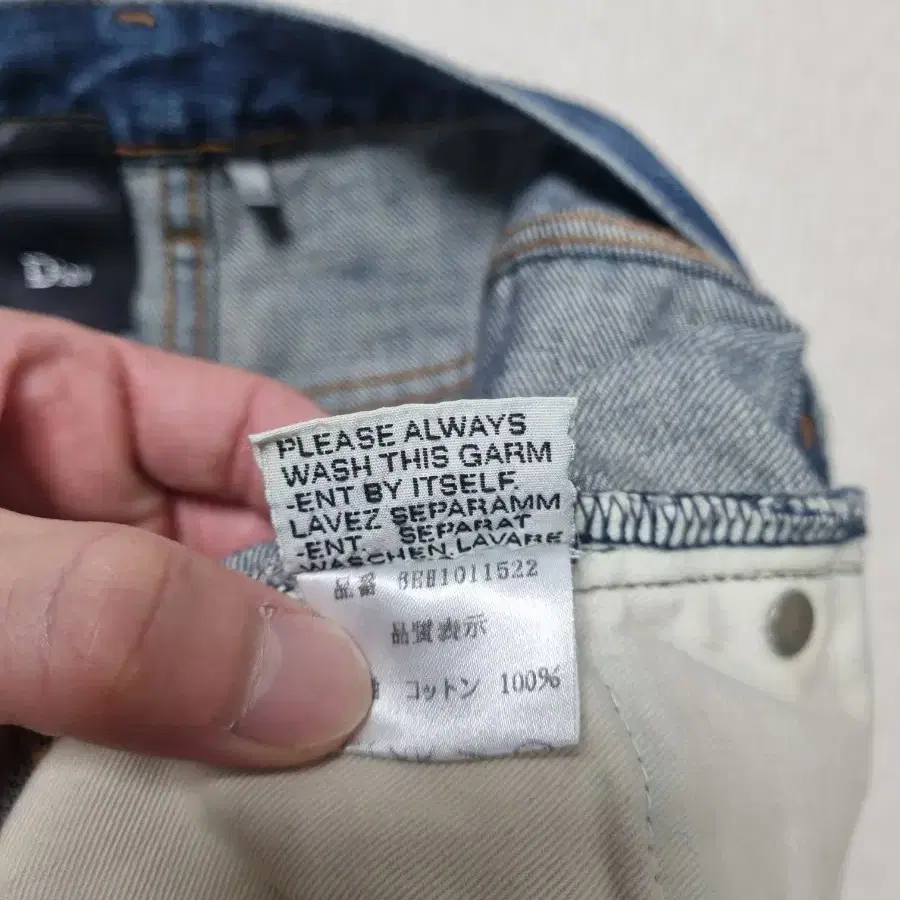 Dior
PLEASE ALWAYS
WASH THIS GARM
-ENT BY ITSELF.
LAVEZ SEPARAMM
-ENT. SEPARAT
WASCHEN.LAVARE
品番 8EH1011522
品質表示
コットン 100%